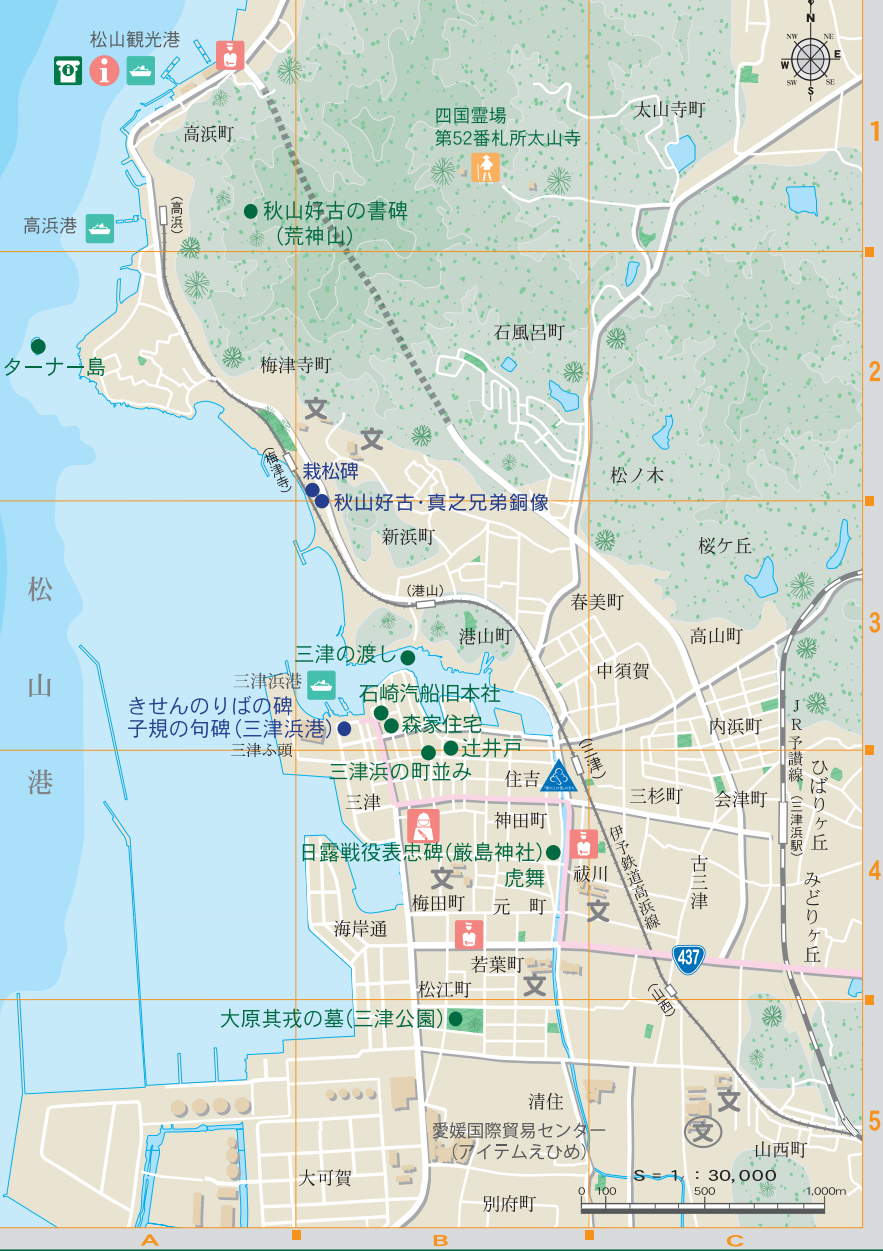 松山観光港
N
NW
NE
W
E
SW
SE
S
高浜町
四国霊場
第52番札所太山寺
太山寺町
1
(高浜)
高浜港
秋山好古の書碑
(荒神山)
石風呂町
ターナー島
梅津寺町
2
文
文
(梅津寺)
栽松碑
秋山好古・真之兄弟銅像
松ノ木
新浜町
桜ケ丘
松山港
(港山)
春美町
3
港山町
高山町
三津の渡し
中須賀
三津浜港
石崎汽船旧本社
きせんのりばの碑
子規の句碑(三津浜港)
森家住宅
内浜町
JR予讃線(三津浜駅)
三津ふ頭
辻井戸
三津浜の町並み
(三津)
住吉
ひばりヶ丘
三津
三杉町
会津町
神田町
日露戦役表忠碑(厳島神社)
虎舞
伊予鉄道高浜線
古三津
4
祓川
みどりヶ丘
文
梅田町
元町
文
海岸通
437
若葉町
文
松江町
(山西)
大原其戎の墓(三津公園)
清住
文
文
愛媛国際貿易センター
(アイテムえひめ)
5
山西町
大可賀
S=1:30,000
0
100
500
1,000m
別府町
A
B
C